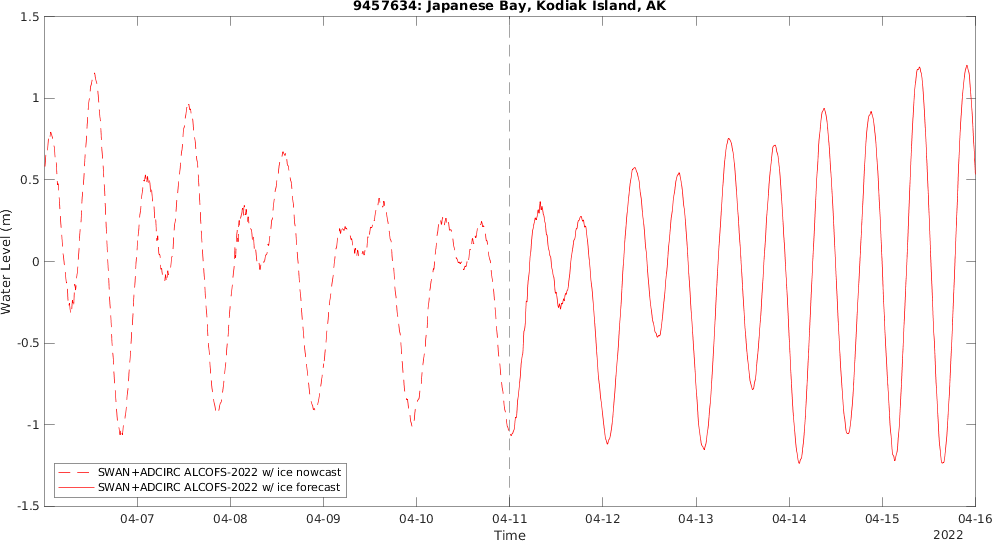 9457634: Japanese Bay, Kodiak Island, AK
Water Level (m)
1.5
1
0.5
0
-0.5
-1
-1.5
SWAN+ADCIRC ALCOFS-2022 w/ ice nowcast
SWAN+ADCIRC ALCOFS-2022 w/ ice forecast
04-07 04-08 04-09 04-10 04-11 04-12 04-13 04-14 04-15 04-16
Time
2022